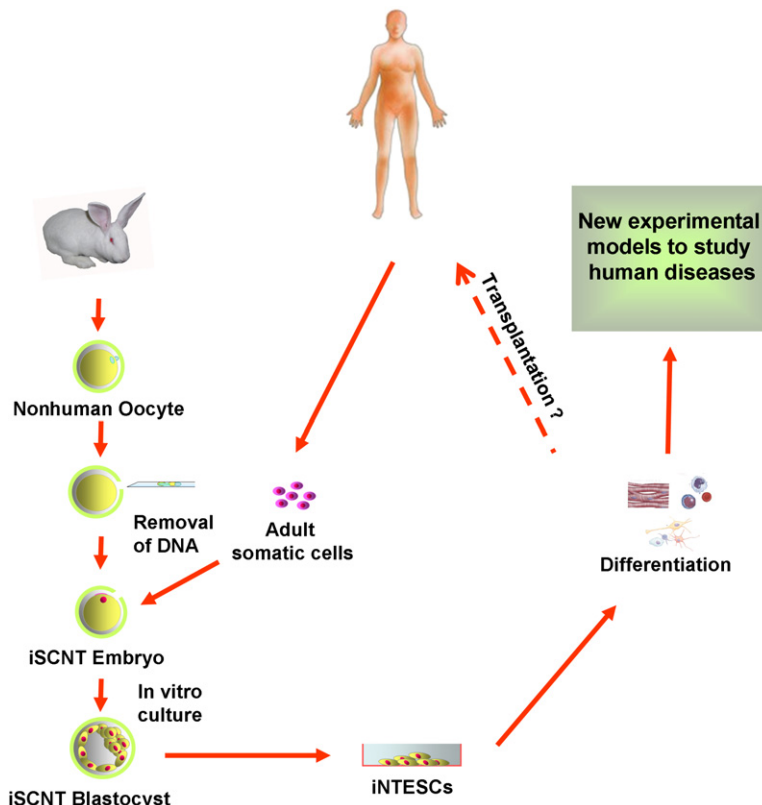 New experimental
models to study
human diseases
Transplantation ?
Nonhuman Oocyte
Removal
of DNA
Adult
somatic cells
Differentiation
iSCNT Embryo
In vitro
culture
iSCNT Blastocyst
iNTESCs